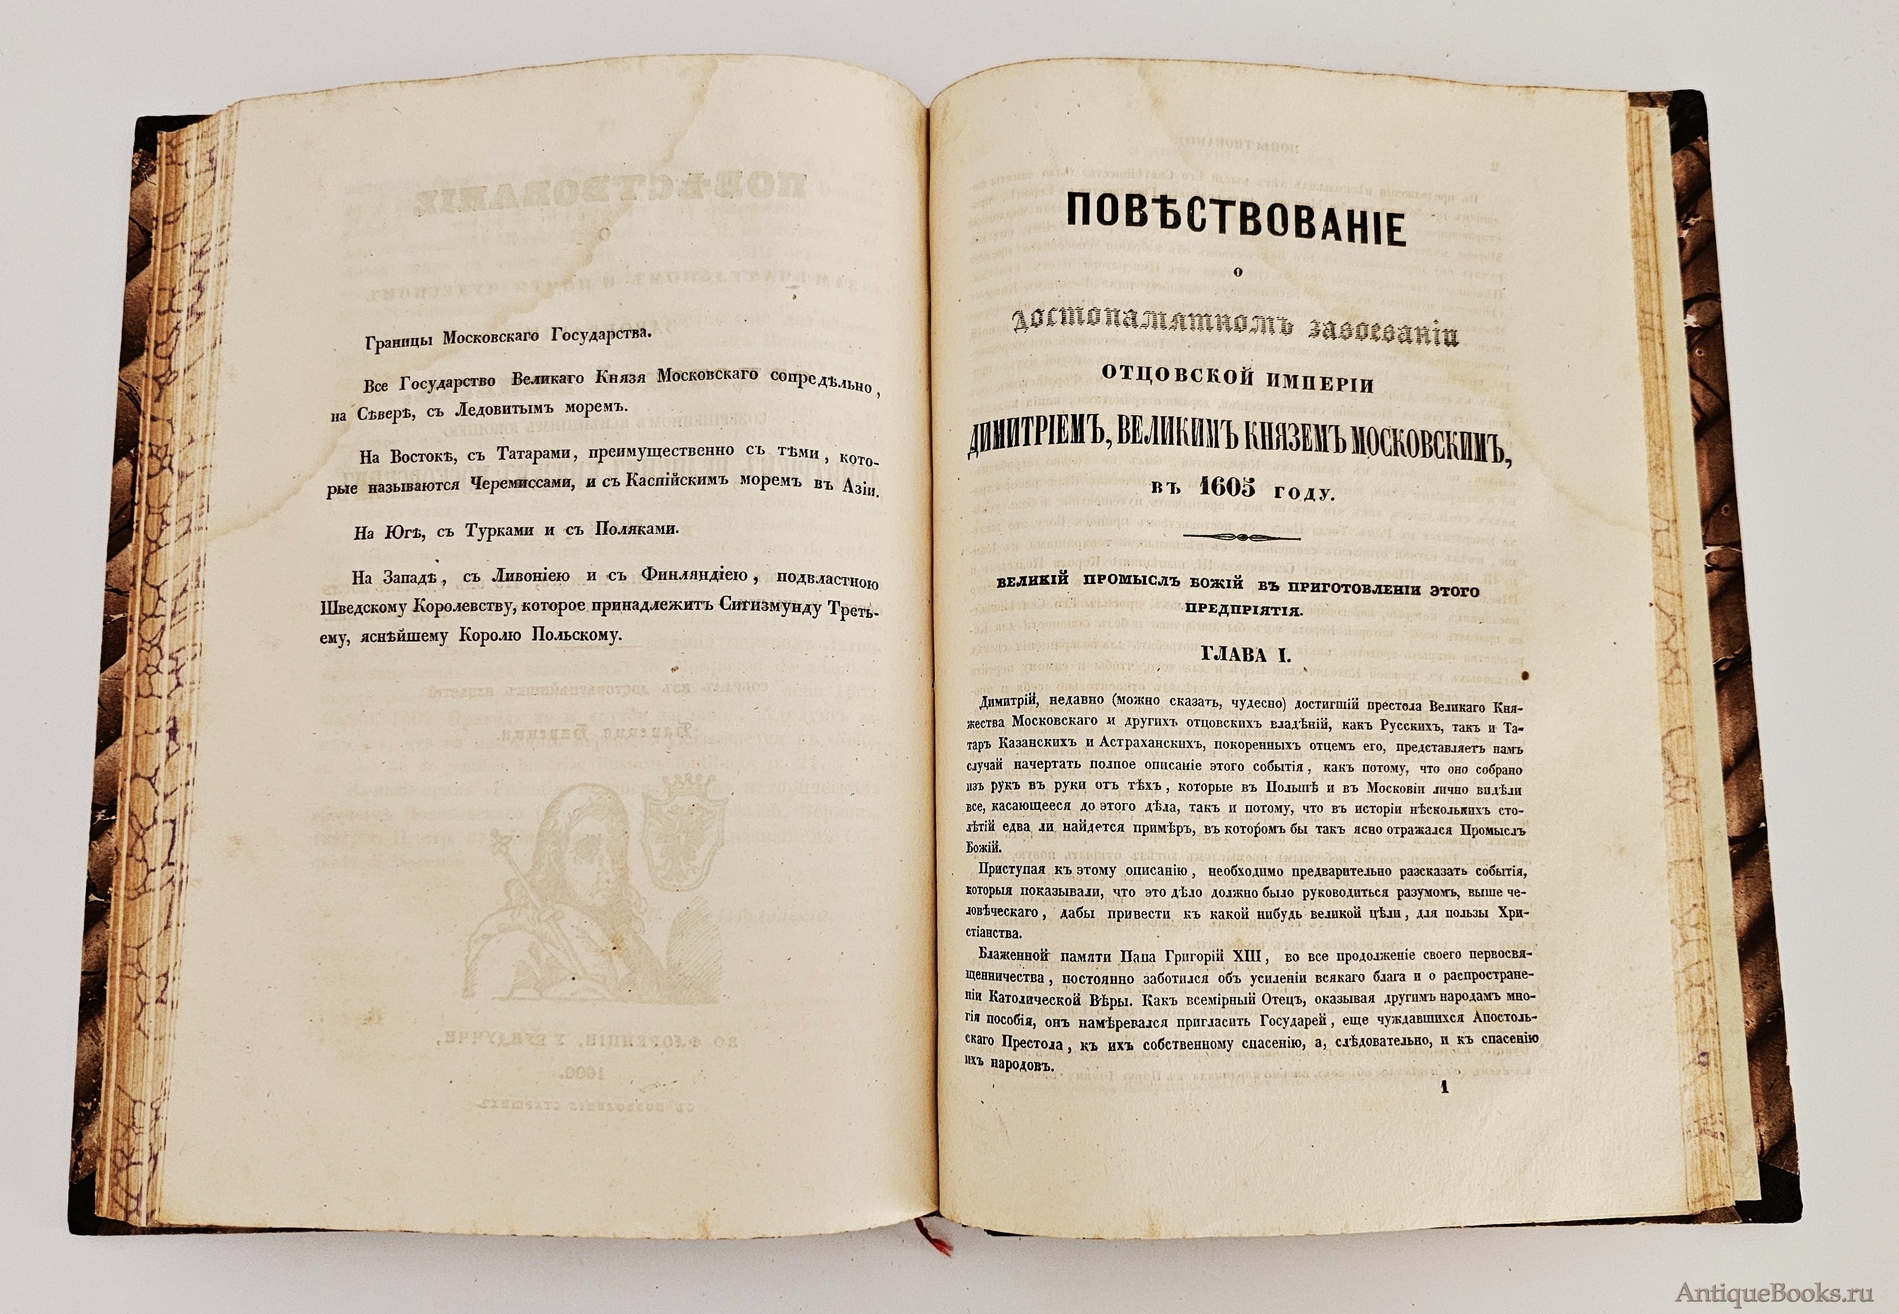 Границы Московскаго Государства.
Все Государство Великаго Князя Московскаго сопредѣльно,
на Сѣверѣ, съ Ледовитымъ моремъ.
На Востокѣ, съ Татарами, преимущественно съ тѣми, кото-
рые называются Черемиссами, и съ Каспійскимъ моремъ въ Азіи.
На Югѣ, съ Турками и съ Поляками.
На Западѣ, съ Ливоніею и съ Финляндіею, подвластною
Шведскому Королевству, которое принадлежитъ Сигизмунду Треть-
ему, яснѣйшему Королю Польскому.
ПОВѢСТВОВАНІЕ
о
достопамятномъ завоеваніи
ОТЦОВСКОЙ ИМПЕРІИ
ДИМИТРІЕМЪ, ВЕЛИКИМЪ КНЯЗЕМЪ МОСКОВСКИМЪ,
въ 1605 году.
ВЕЛИКІЙ ПРОМЫСЛЪ БОЖІЙ ВЪ ПРИГОТОВЛЕНІИ ЭТОГО
ПРЕДПРІЯТІЯ.
ГЛАВА I.
Димитрій, недавно (можно сказать, чудесно) достигшій престола Великаго Кня-
жества Московскаго и другихъ отцовскихъ владѣній, какъ Русскихъ, такъ и Та-
таръ Казанскихъ и Астраханскихъ, покоренныхъ отцемъ его, представляетъ намъ
случай начертать полное описаніе этого событія, какъ потому, что оно собрано
изъ рукъ въ руки отъ тѣхъ, которые въ Польшѣ и въ Московіи лично видѣли
все, касающееся до этого дѣла, такъ и потому, что въ исторіи нѣсколькихъ сто-
лѣтій едва ли найдется примѣръ, въ которомъ бы такъ ясно отражался Промыслъ
Божій.
Приступая къ этому описанію, необходимо предварительно разсказать событія,
которыя показывали, что это дѣло должно было руководиться разумомъ, выше че-
ловѣческаго, дабы привести къ какой нибудь великой цѣли, для пользы Хри-
стіанства.
Блаженной памяти Папа Григорій XIII, во все продолженіе своего первосвя-
щенничества, постоянно заботился объ усиленіи всякаго блага и о распростране-
ніи Католической Вѣры. Какъ всемірный Отецъ, оказывая другимъ народамъ мно-
гія пособія, онъ намѣревался пригласить Государей, еще чуждавшихся Апостоль-
скаго Престола, къ ихъ собственному спасенію, а, слѣдовательно, и къ спасенію
ихъ народовъ.
1
AntiqueBooks.ru